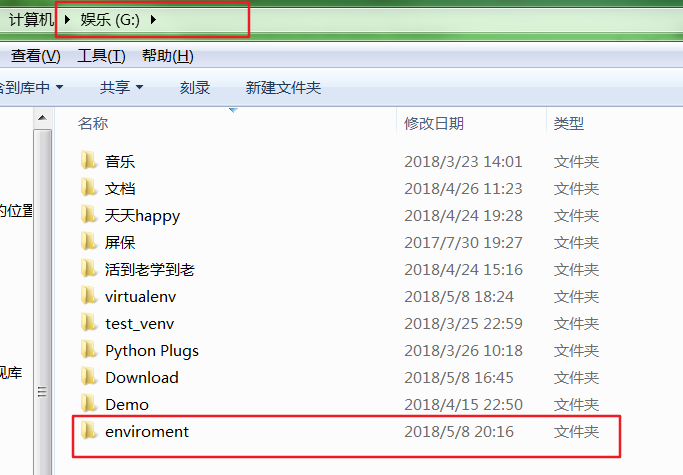 计算机 ▸ 娱乐 (G:) ▸
查看(V) 工具(T) 帮助(H)
含到库中 共享 刻录 新建文件夹
名称 修改日期 类型
音乐 2018/3/23 14:01 文件夹
文档 2018/4/26 11:23 文件夹
天天happy 2018/4/24 19:28 文件夹
的位置
屏保 2017/7/30 19:27 文件夹
活到老学到老 2018/4/24 15:16 文件夹
virtualenv 2018/5/8 18:24 文件夹
test_venv 2018/3/25 22:59 文件夹
Python Plugs 2018/3/26 10:18 文件夹
现库
Download 2018/5/8 16:45 文件夹
Demo 2018/4/15 22:50 文件夹
enviroment 2018/5/8 20:16 文件夹